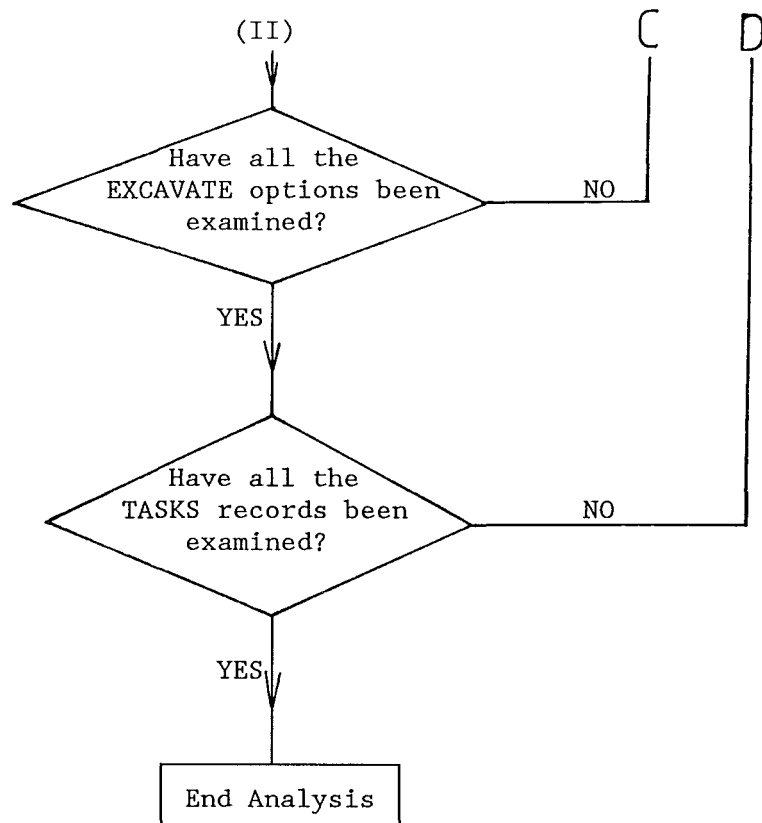 (II) C D
Have all the
EXCAVATE options been
examined?
NO
YES
Have all the
TASKS records been
examined?
NO
YES
End Analysis